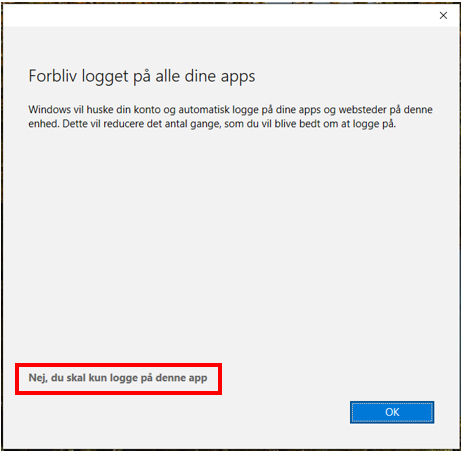 Forbliv logget på alle dine apps
Windows vil huske din konto og automatisk logge på dine apps og websteder på denne
enhed. Dette vil reducere det antal gange, som du vil blive bedt om at logge på.
Nej, du skal kun logge på denne app
OK